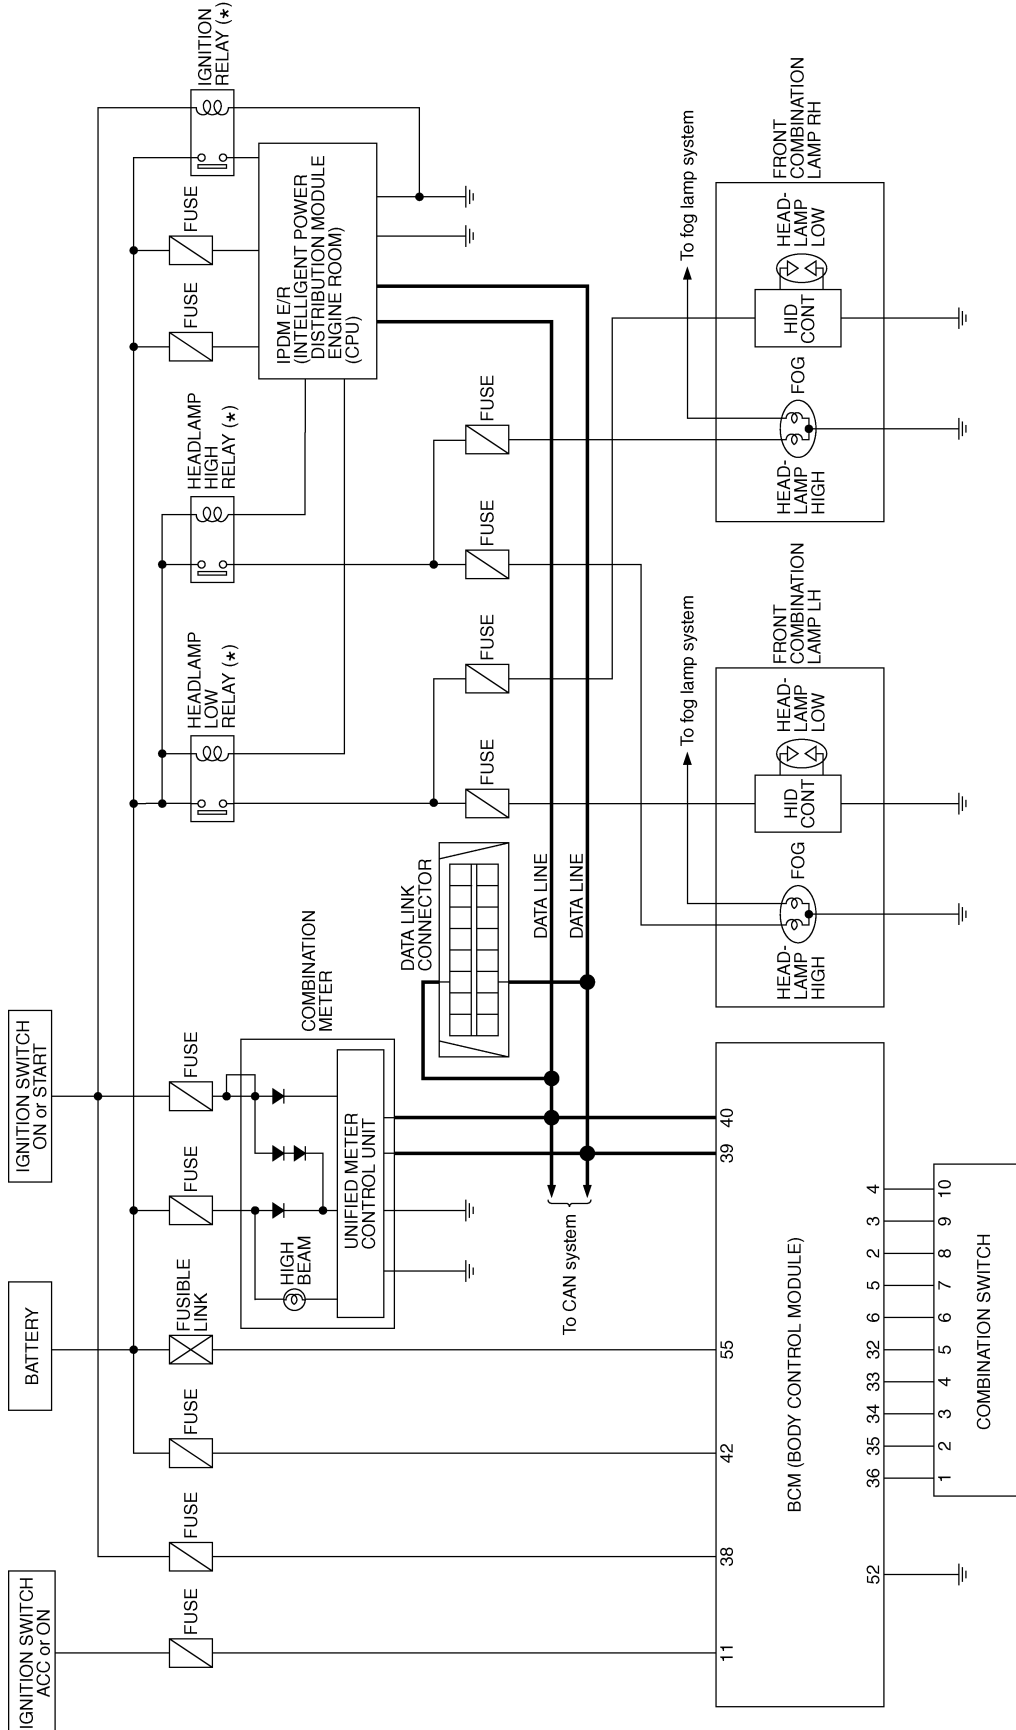 IGNITION SWITCH
ACC or ON
BATTERY
IGNITION SWITCH
ON or START
FUSE
FUSE
FUSE
FUSIBLE
LINK
FUSE
FUSE
HEADLAMP
LOW
RELAY (*)
HEADLAMP
HIGH
RELAY (*)
FUSE
FUSE
IGNITION
RELAY (*)
HIGH
BEAM
UNIFIED METER
CONTROL UNIT
COMBINATION
METER
IPDM E/R
(INTELLIGENT POWER
DISTRIBUTION MODULE
ENGINE ROOM)
(CPU)
DATA LINK
CONNECTOR
FUSE
FUSE
FUSE
FUSE
To CAN system
DATA LINE
DATA LINE
To fog lamp system
To fog lamp system
11
38
42
55
39
40
BCM (BODY CONTROL MODULE)
52
36
35
34
33
32
6
5
2
3
4
1
2
3
4
5
6
7
8
9
10
COMBINATION SWITCH
HEAD-
LAMP
HIGH
FOG
HID
CONT
HEAD-
LAMP
LOW
FRONT
COMBINATION
LAMP LH
HEAD-
LAMP
HIGH
FOG
HID
CONT
HEAD-
LAMP
LOW
FRONT
COMBINATION
LAMP RH